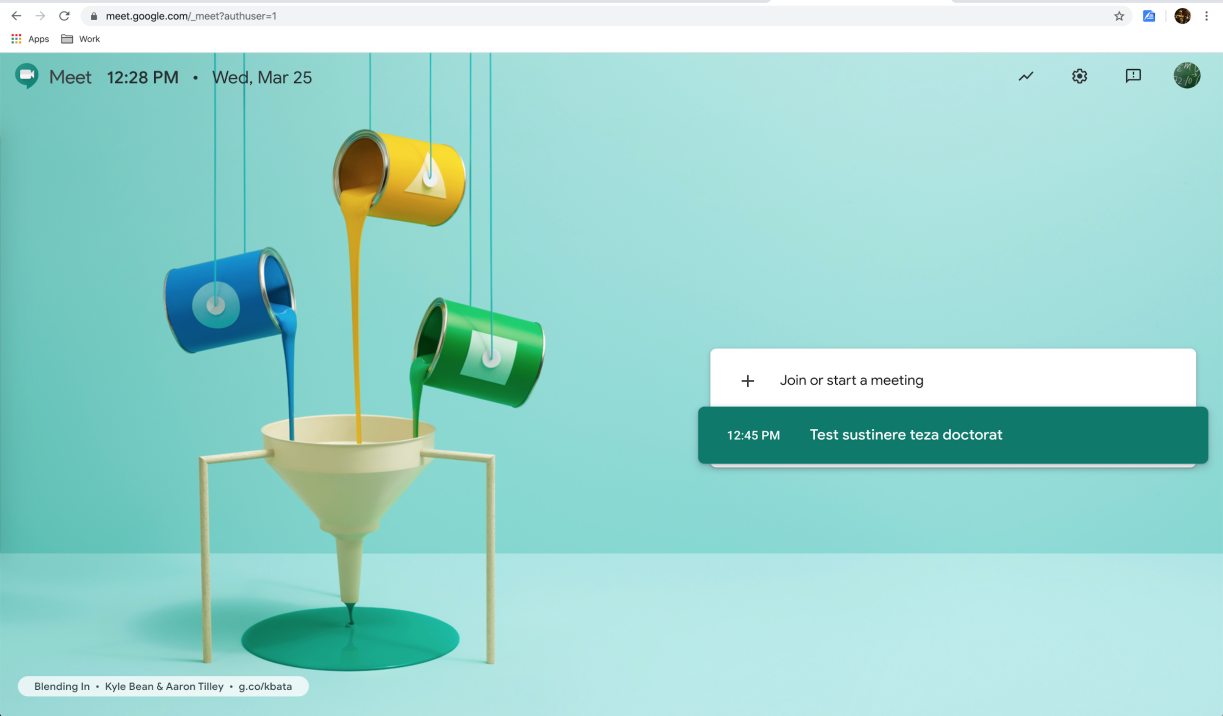 meet.google.com/_meet?authuser=1
Apps Work
Meet 12:28 PM • Wed, Mar 25
Join or start a meeting
12:45 PM Test sustinere teza doctorat
Blending In • Kyle Bean & Aaron Tilley • g.co/kbata